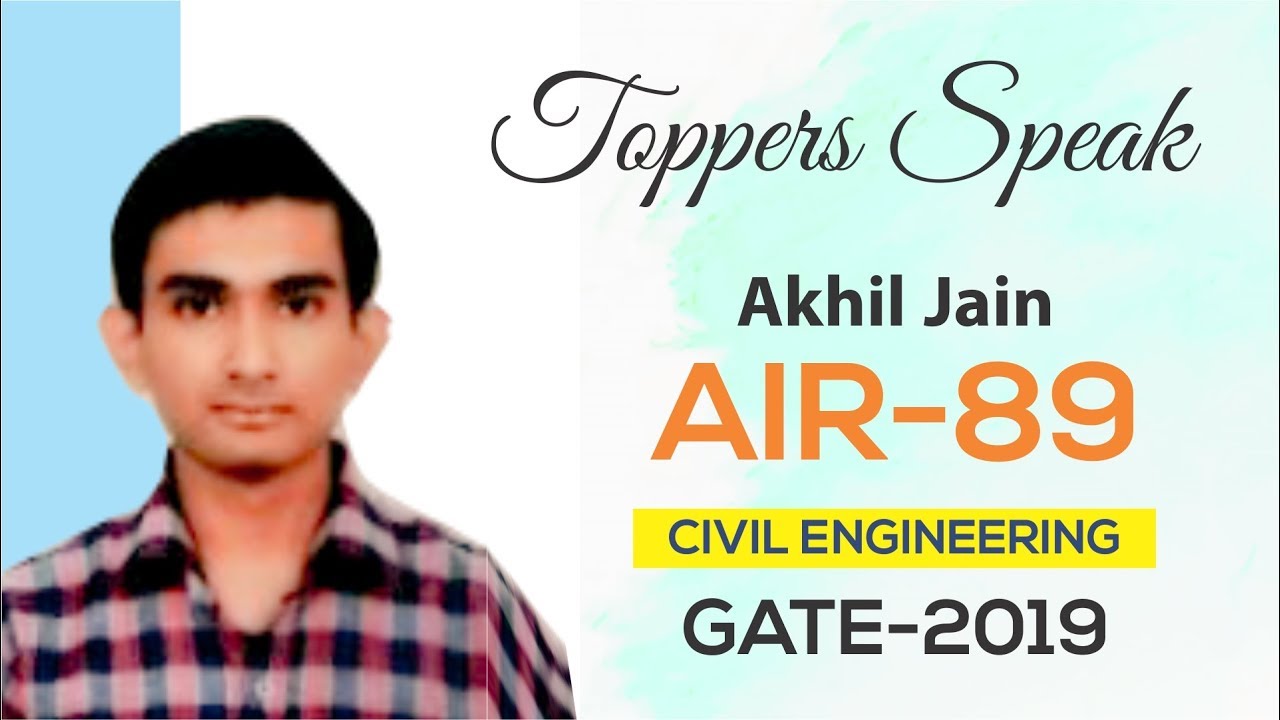 Toppers Speak
Akhil Jain
AIR-89
CIVIL ENGINEERING
GATE-2019